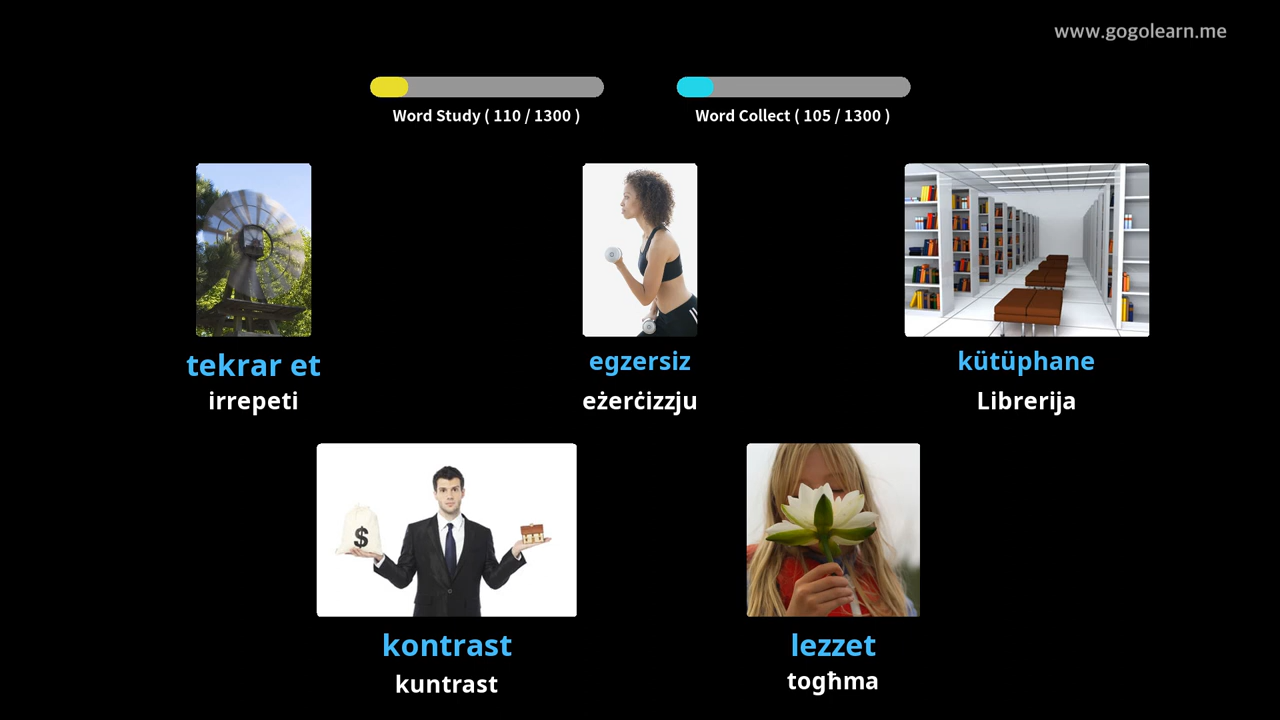 www.gogolearn.me
Word Study ( 110 / 1300 )
Word Collect ( 105 / 1300 )
tekrar et
irrepeti
egzersiz
eżerċizzju
kütüphane
Librerija
$
kontrast
kuntrast
lezzet
togħma